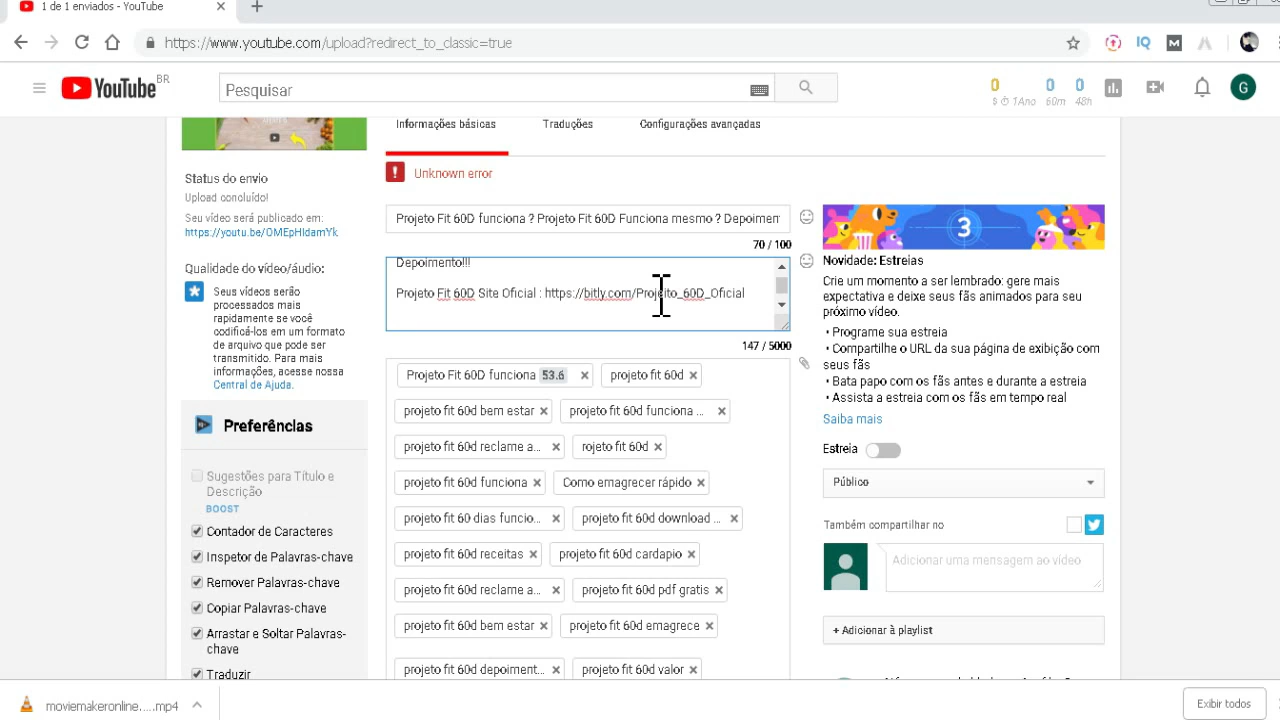 1 de 1 enviados - YouTube
https://www.youtube.com/upload?redirect_to_classic=true
IQ
M
YouTube BR
Pesquisar
0
0
0
$
1Ano
60m
48h
G
Informações básicas
Traduções
Configurações avançadas
Unknown error
Status do envio
Upload concluído!
Seu vídeo será publicado em:
https://youtu.be/OMEpHIdamYk
Qualidade do vídeo/áudio:
Seus vídeos serão
processados mais
rapidamente se você
codificá-los em um formato
de arquivo que pode ser
transmitido. Para mais
informações, acesse nossa
Central de Ajuda.
Preferências
Sugestões para Título e
Descrição
BOOST
Contador de Caracteres
Inspetor de Palavras-chave
Remover Palavras-chave
Copiar Palavras-chave
Arrastar e Soltar Palavras-
chave
Traduzir
Projeto Fit 60D funciona ? Projeto Fit 60D Funciona mesmo ? Depoimen
70 / 100
Depoimento!!!
Projeto Fit 60D Site Oficial : https://bitly.com/Projeito_60D_Oficial
147 / 5000
Projeto Fit 60D funciona 53.6
projeto fit 60d
projeto fit 60d bem estar
projeto fit 60d funciona ...
projeto fit 60d reclame a...
rojeto fit 60d
projeto fit 60d funciona
Como emagrecer rápido
projeto fit 60 dias funcio...
projeto fit 60d download ...
projeto fit 60d receitas
projeto fit 60d cardapio
projeto fit 60d reclame a...
projeto fit 60d pdf gratis
projeto fit 60d bem estar
projeto fit 60d emagrece
projeto fit 60d depoiment...
projeto fit 60d valor
3
Novidade: Estreias
Crie um momento a ser lembrado: gere mais
expectativa e deixe seus fãs animados para seu
próximo vídeo.
• Programe sua estreia
• Compartilhe o URL da sua página de exibição com
seus fãs
• Bata papo com os fãs antes e durante a estreia
• Assista a estreia com os fãs em tempo real
Saiba mais
Estreia
Público
Também compartilhar no
Adicionar uma mensagem ao vídeo
+ Adicionar à playlist
moviemakeronline.....mp4
Exibir todos